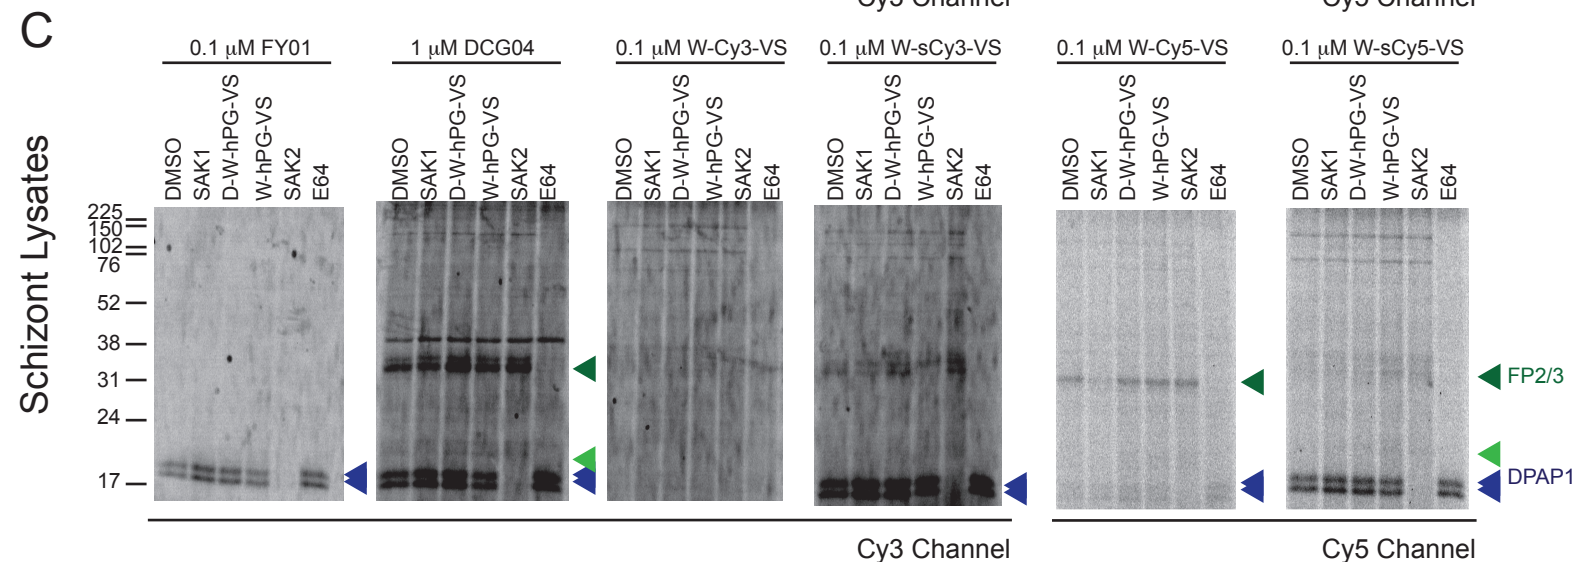 Cy3 Channel Cy5 Channel
C
0.1 μM FY01 1 μM DCG04 0.1 μM W-Cy3-VS 0.1 μM W-sCy3-VS 0.1 μM W-Cy5-VS 0.1 μM W-sCy5-VS
DMSO SAK1 D-W-hPG-VS W-hPG-VS SAK2 E64
DMSO SAK1 D-W-hPG-VS W-hPG-VS SAK2 E64
DMSO SAK1 D-W-hPG-VS W-hPG-VS SAK2 E64
DMSO SAK1 D-W-hPG-VS W-hPG-VS SAK2 E64
DMSO SAK1 D-W-hPG-VS W-hPG-VS SAK2 E64
DMSO SAK1 D-W-hPG-VS W-hPG-VS SAK2 E64
Schizont Lysates
225
150
102
76
52
38
31
24
17
FP2/3
DPAP1
Cy3 Channel Cy5 Channel